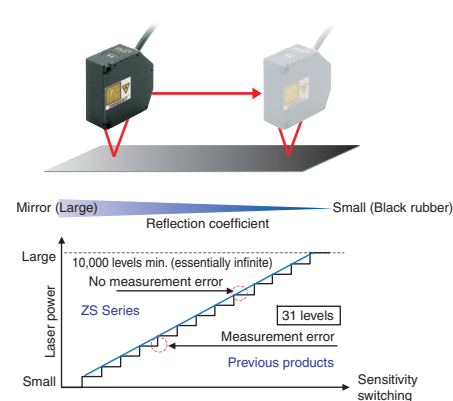 Mirror (Large)
Small (Black rubber)
Reflection coefficient
Large
10,000 levels min. (essentially infinite)
No measurement error
ZS Series
31 levels
Measurement error
Previous products
Laser power
Small
Sensitivity
switching